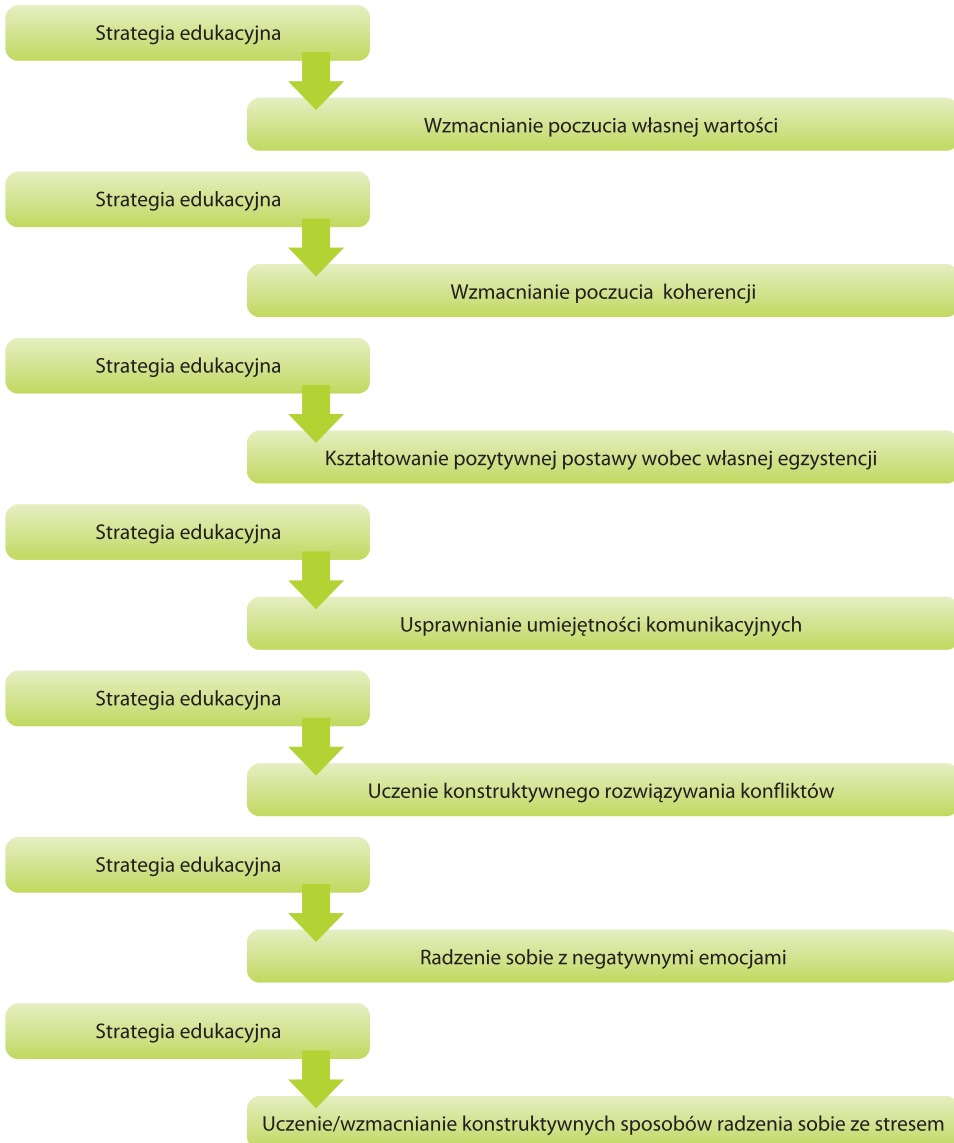 Strategia edukacyjna
Wzmacnianie poczucia własnej wartości
Strategia edukacyjna
Wzmacnianie poczucia koherencji
Strategia edukacyjna
Kształtowanie pozytywnej postawy wobec własnej egzystencji
Strategia edukacyjna
Usprawnianie umiejętności komunikacyjnych
Strategia edukacyjna
Uczenie konstruktywnego rozwiązywania konfliktów
Strategia edukacyjna
Radzenie sobie z negatywnymi emocjami
Strategia edukacyjna
Uczenie/wzmacnianie konstruktywnych sposobów radzenia sobie ze stresem